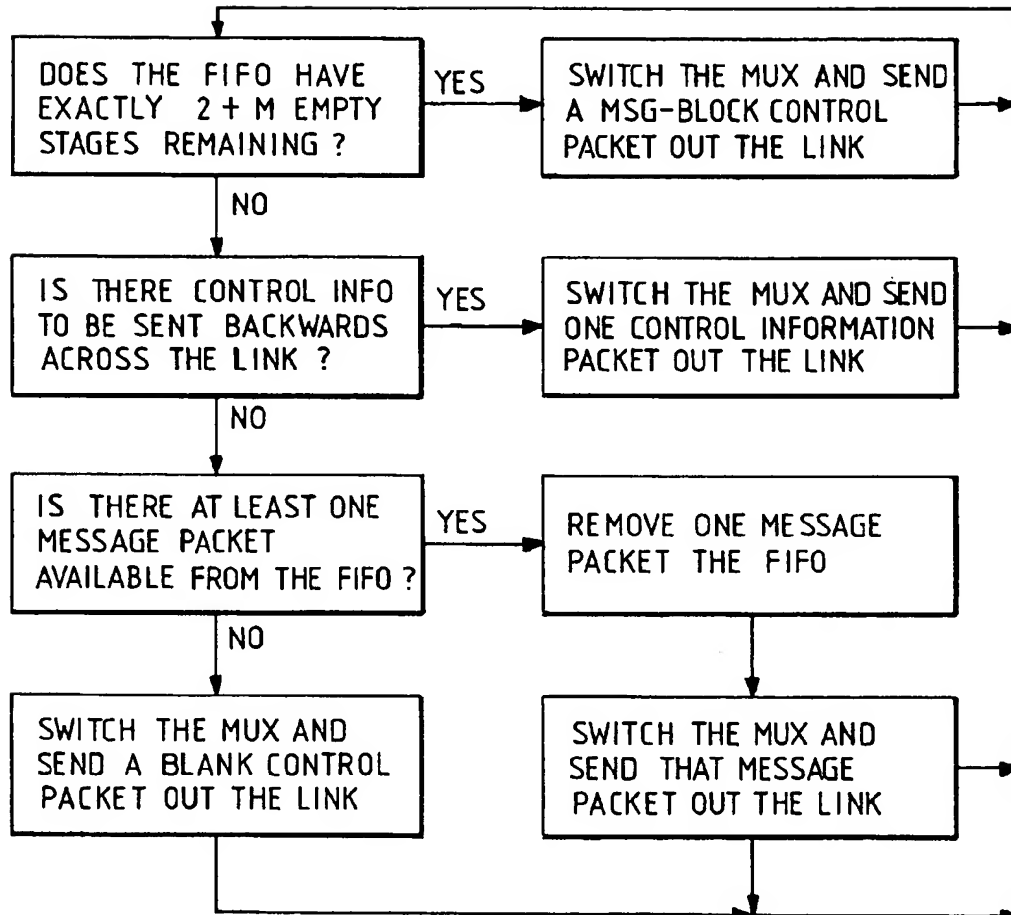 DOES THE FIFO HAVE
EXACTLY 2 + M EMPTY
STAGES REMAINING ?
YES
SWITCH THE MUX AND SEND
A MSG-BLOCK CONTROL
PACKET OUT THE LINK
NO
IS THERE CONTROL INFO
TO BE SENT BACKWARDS
ACROSS THE LINK ?
YES
SWITCH THE MUX AND SEND
ONE CONTROL INFORMATION
PACKET OUT THE LINK
NO
IS THERE AT LEAST ONE
MESSAGE PACKET
AVAILABLE FROM THE FIFO ?
YES
REMOVE ONE MESSAGE
PACKET THE FIFO
NO
SWITCH THE MUX AND
SEND A BLANK CONTROL
PACKET OUT THE LINK
SWITCH THE MUX AND
SEND THAT MESSAGE
PACKET OUT THE LINK